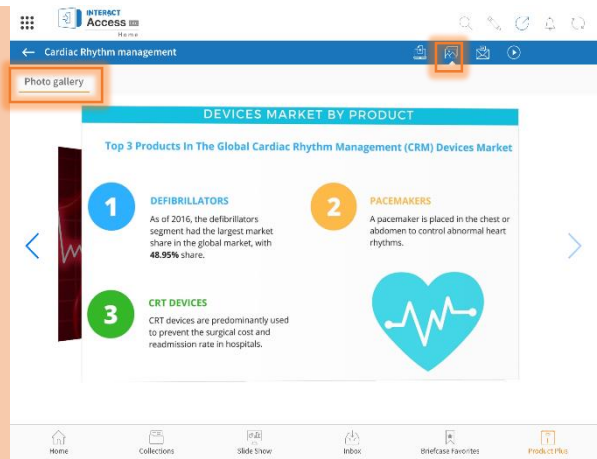 INTERACT
Access
Home
Cardiac Rhythm management
Photo gallery
DEVICES MARKET BY PRODUCT
Top 3 Products In The Global Cardiac Rhythm Management (CRM) Devices Market
1
DEFIBRILLATORS
As of 2016, the defibrillators
segment had the largest market
share in the global market, with
48.95% share.
2
PACEMAKERS
A pacemaker is placed in the chest or
abdomen to control abnormal heart
rhythms.
3
CRT DEVICES
CRT devices are predominantly used
to prevent the surgical cost and
readmission rate in hospitals.
Home
Collections
Slide Show
Inbox
Briefcase Favorites
Product Plus